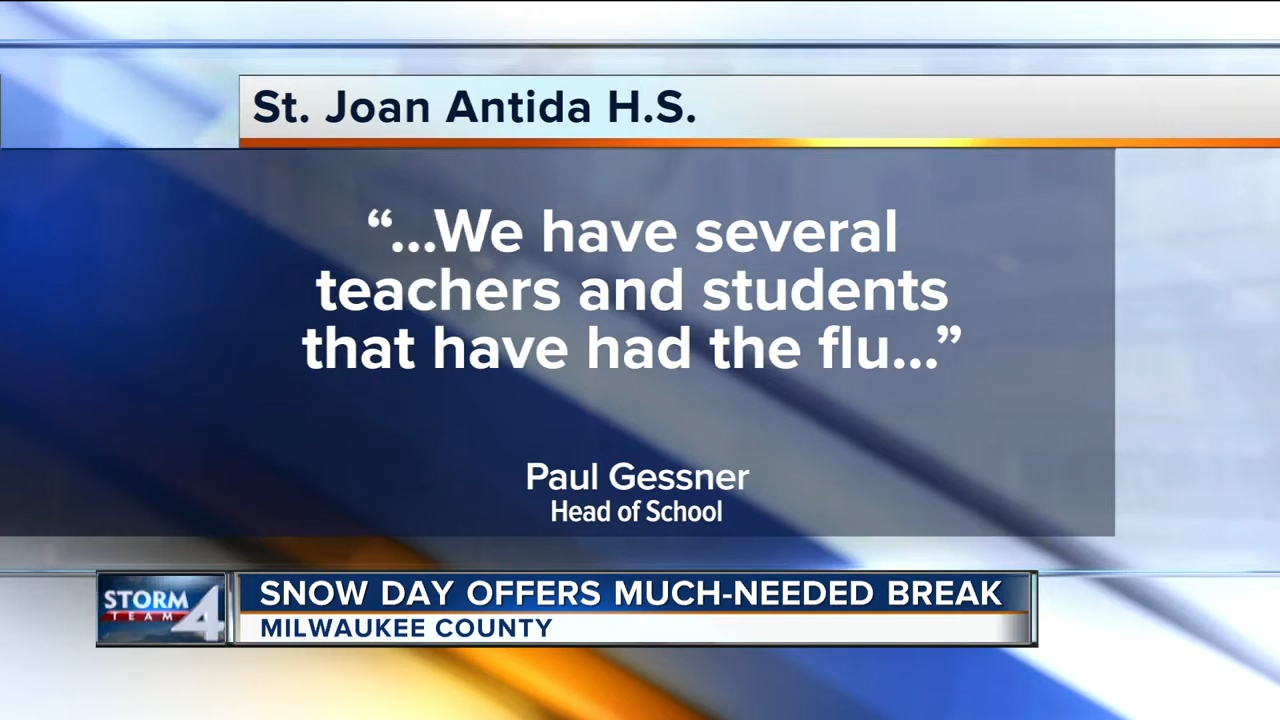 St. Joan Antida H.S.
“...We have several
teachers and students
that have had the flu...”
Paul Gessner
Head of School
STORM
TEAM
4
SNOW DAY OFFERS MUCH-NEEDED BREAK
MILWAUKEE COUNTY